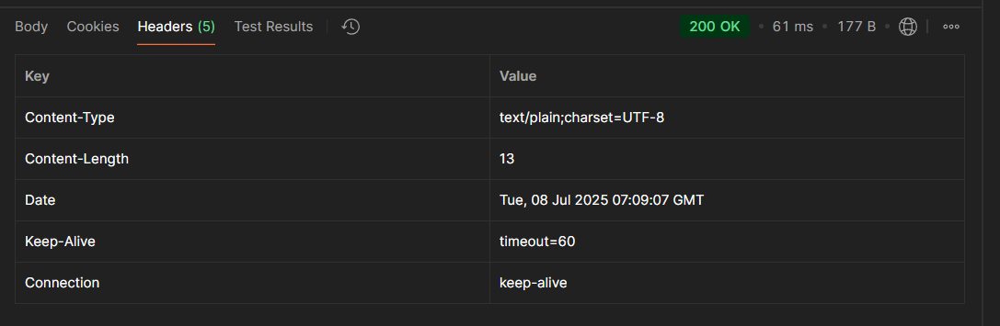 Body Cookies Headers (5) Test Results 200 OK • 61 ms • 177 B •
Key Value
Content-Type text/plain;charset=UTF-8
Content-Length 13
Date Tue, 08 Jul 2025 07:09:07 GMT
Keep-Alive timeout=60
Connection keep-alive